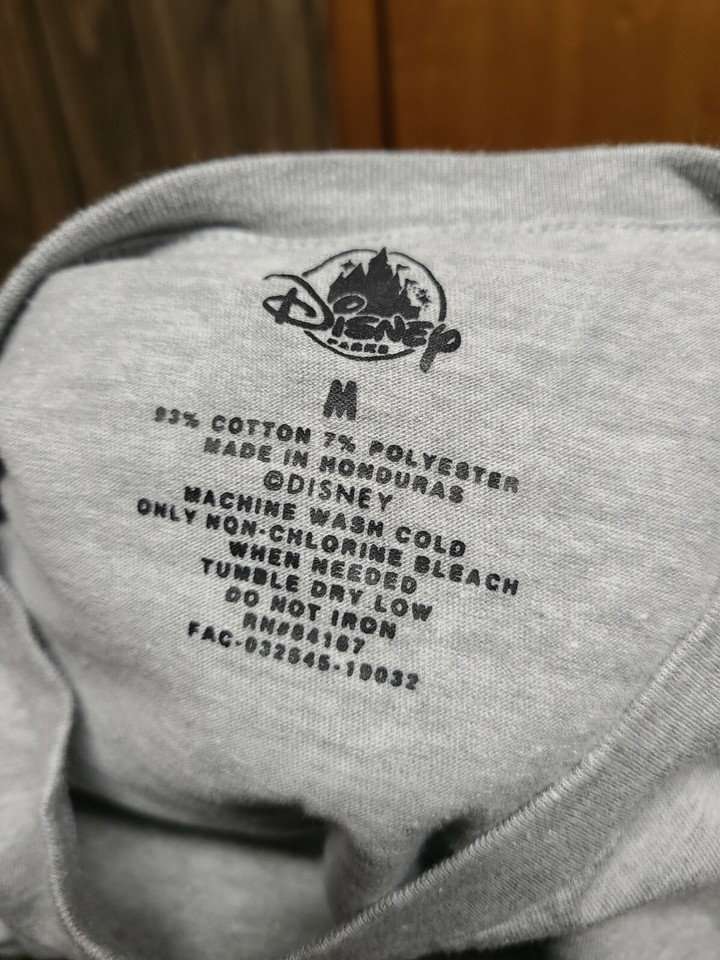 Disney
PARKS
M
93% COTTON 7% POLYESTER
MADE IN HONDURAS
©DISNEY
MACHINE WASH COLD
ONLY NON-CHLORINE BLEACH
WHEN NEEDED
TUMBLE DRY LOW
DO NOT IRON
RN#84167
FAC-032545-19032